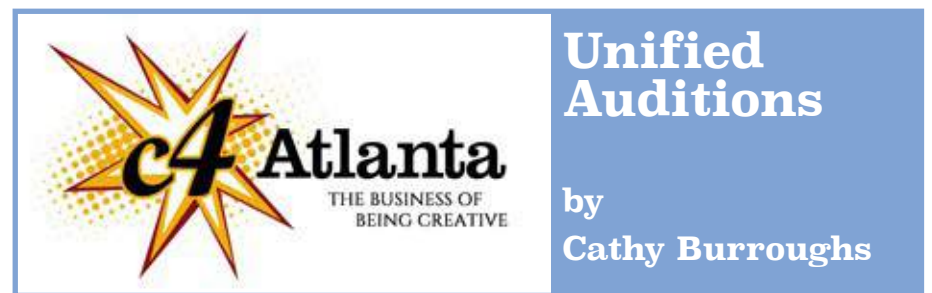 c4 Atlanta
THE BUSINESS OF
BEING CREATIVE
Unified
Auditions
by
Cathy Burroughs